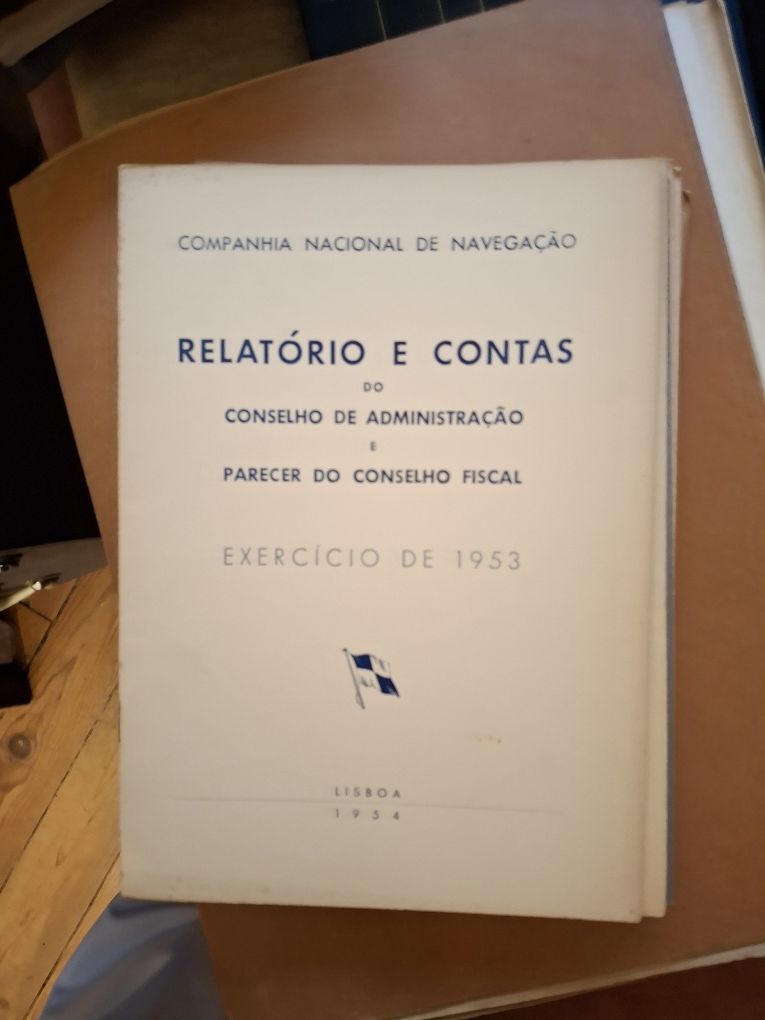 COMPANHIA NACIONAL DE NAVEGAÇÃO
RELATÓRIO E CONTAS
DO
CONSELHO DE ADMINISTRAÇÃO
E
PARECER DO CONSELHO FISCAL
EXERCÍCIO DE 1953
LISBOA
1954